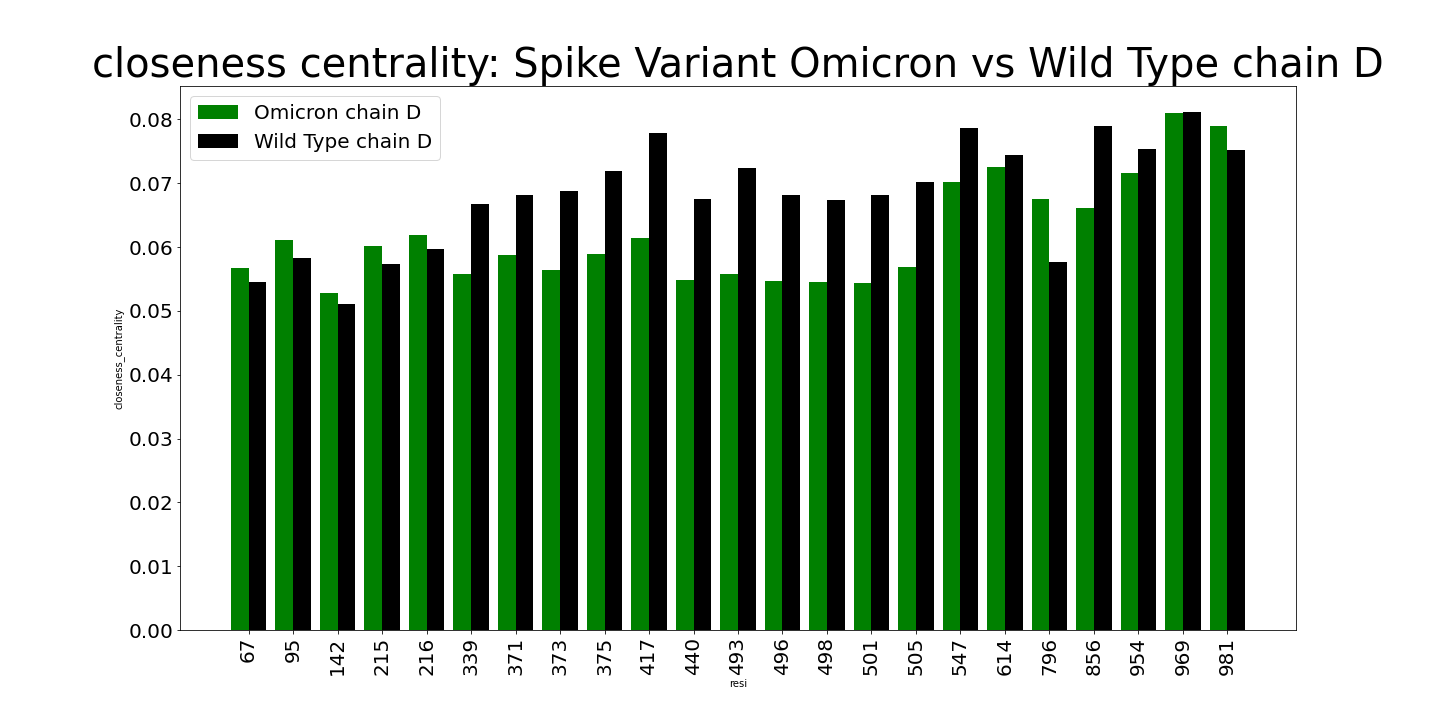 closeness centrality: Spike Variant Omicron vs Wild Type chain D
Omicron chain D
Wild Type chain D
0.08
0.07
0.06
0.05
0.04
0.03
0.02
0.01
0.00
closeness_centrality
67 95 142 215 216 339 371 373 375 417 440 493 496 498 501 505 547 614 796 856 954 969 981
resi